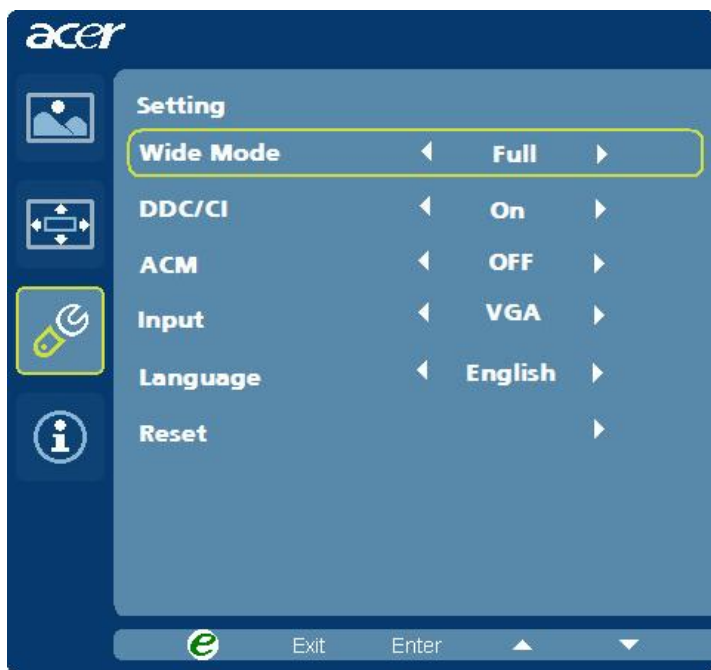 acer
Setting
Wide Mode Full
DDC/CI On
ACM OFF
Input VGA
Language English
Reset
e Exit Enter